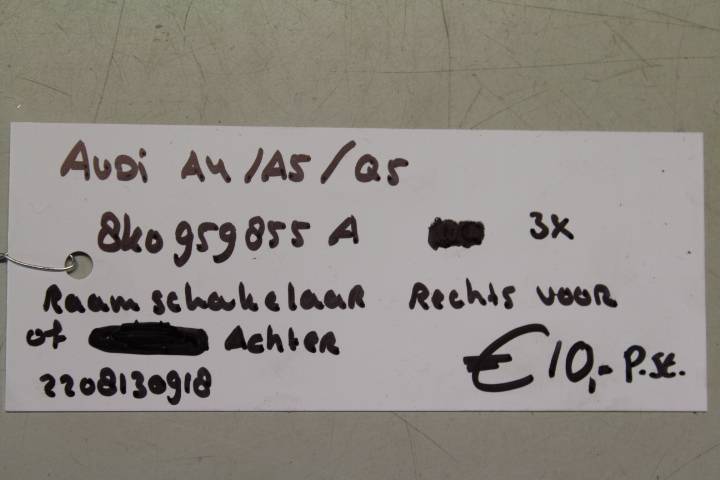 Audi A4/A5/Q5
8K0959855 A 3x
Raamschakelaar Rechts voor
of Achter
2208130918
€10,- P.St.